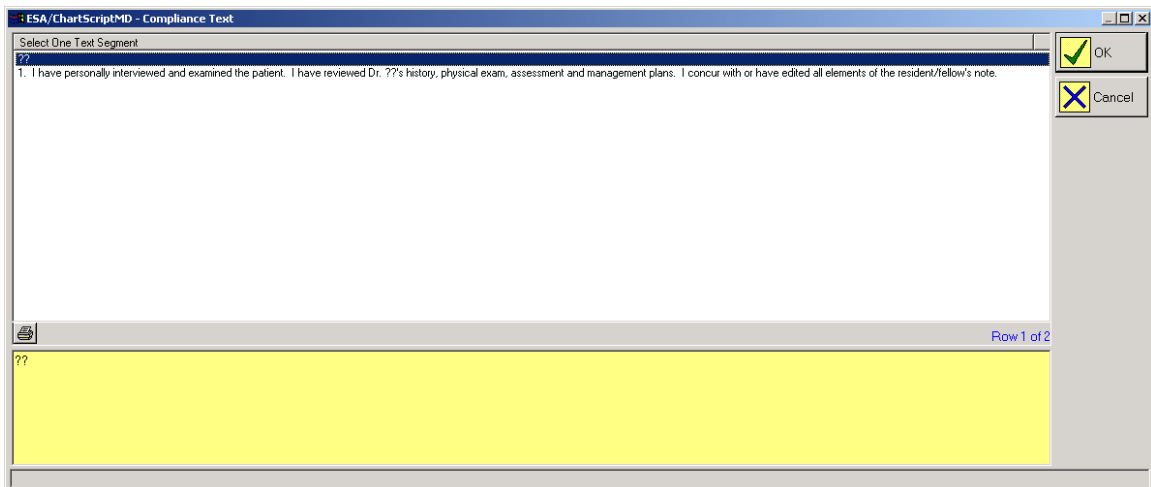 ESA/ChartScriptMD - Compliance Text
Select One Text Segment
??
1. I have personally interviewed and examined the patient. I have reviewed Dr. ??'s history, physical exam, assessment and management plans. I concur with or have edited all elements of the resident/fellow's note.
OK
Cancel
Row 1 of 2
??